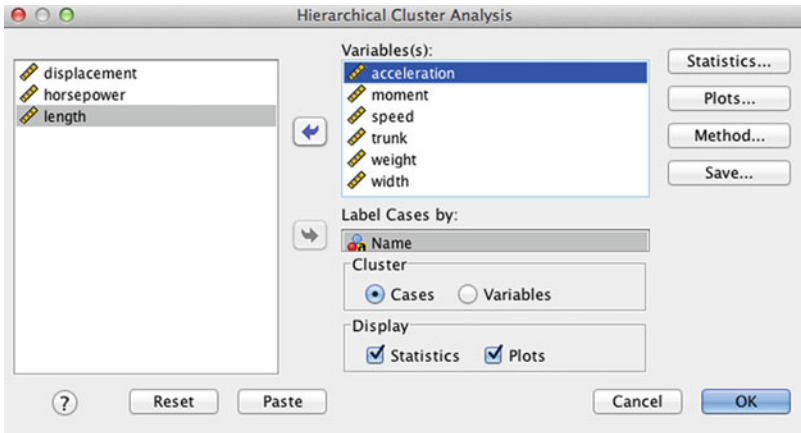 Hierarchical Cluster Analysis
displacement
horsepower
length
Variables(s):
acceleration
moment
speed
trunk
weight
width
Label Cases by:
Name
Cluster
Cases Variables
Display
Statistics Plots
Statistics...
Plots...
Method...
Save...
? Reset Paste Cancel OK